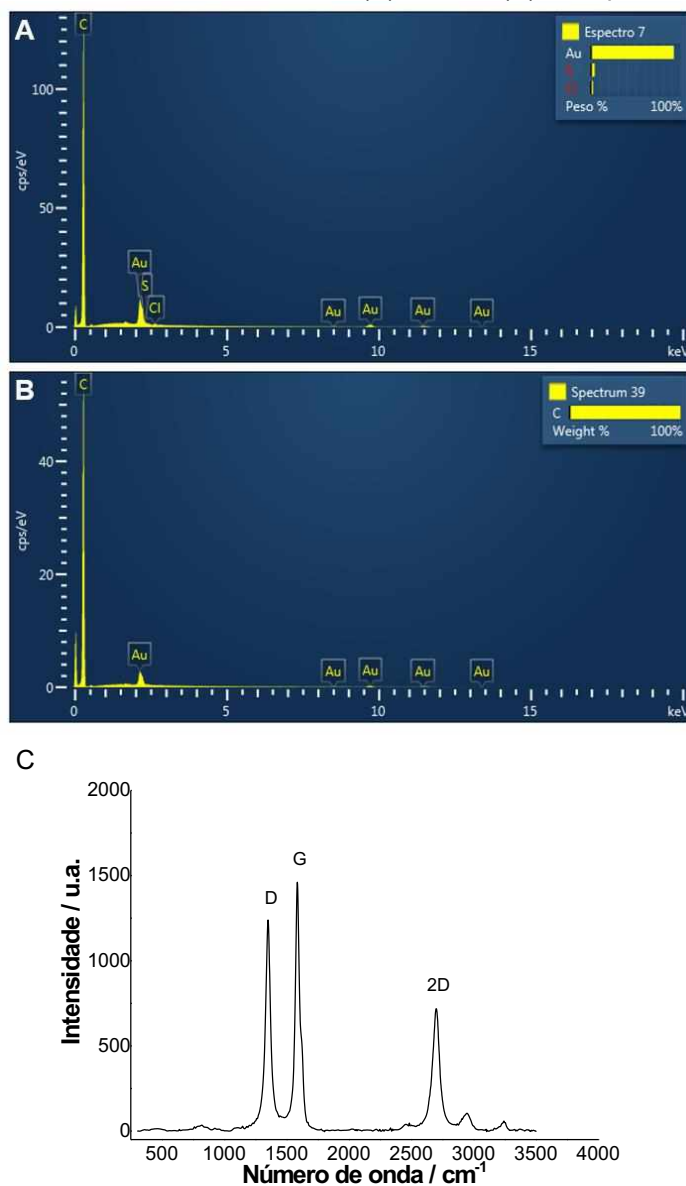 A
C
Espectro 7
Au
Peso % 100%
100
50
0
cps/eV
Au
S
Cl
Au Au Au Au
0 5 10 15 keV
B
C
Spectrum 39
C
Weight % 100%
40
20
0
cps/eV
Au Au Au Au Au
0 5 10 15 keV
C
2000
1500
1000
500
0
Intensidade / u.a.
D
G
2D
500 1000 1500 2000 2500 3000 3500 4000
Número de onda / cm-1